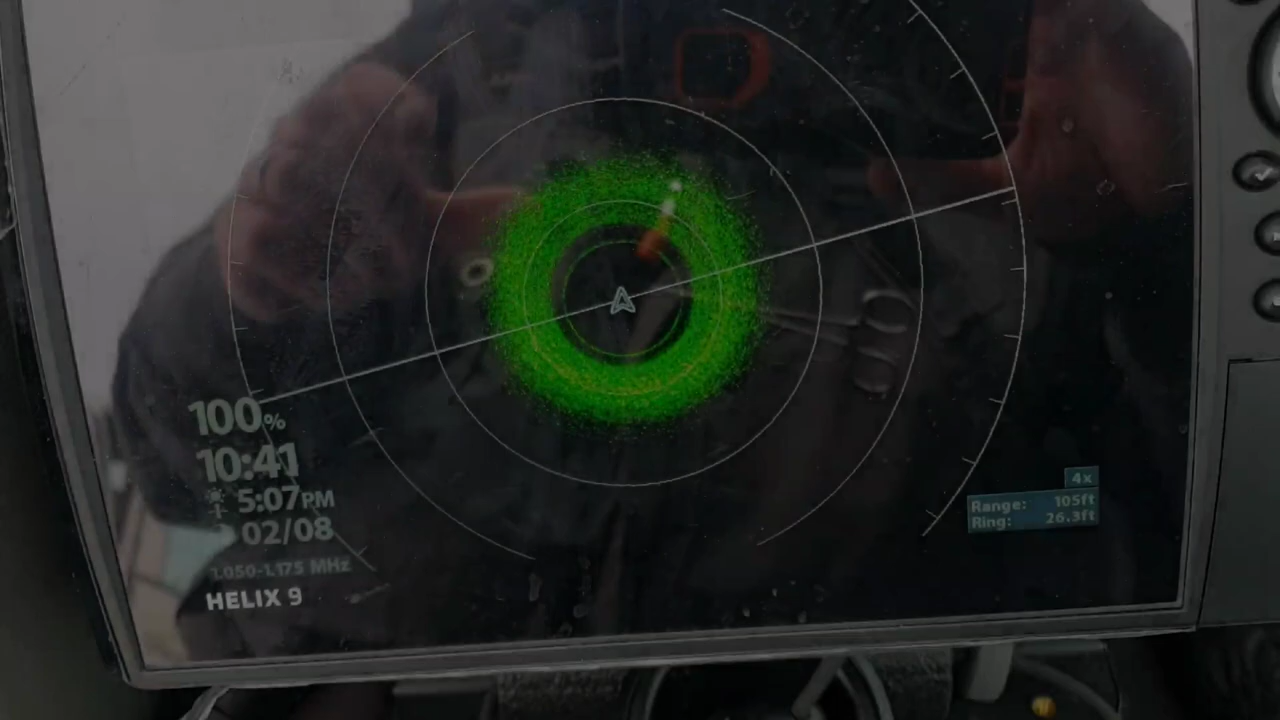 100%
10:41
5:07PM
02/08
1.050-1.175 MHz
HELIX 9
4x
Range: 105ft
Ring: 26.3ft